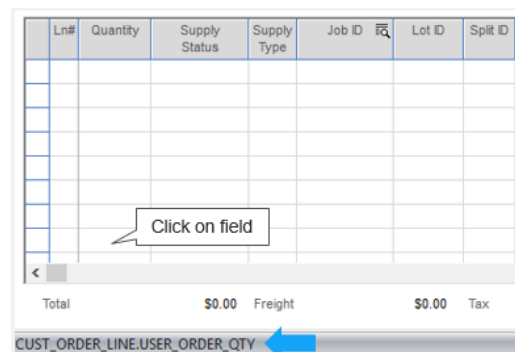 Ln# Quantity Supply Status Supply Type Job ID Lot ID Split ID
Click on field
Total $0.00 Freight $0.00 Tax
CUST_ORDER_LINE.USER_ORDER_QTY